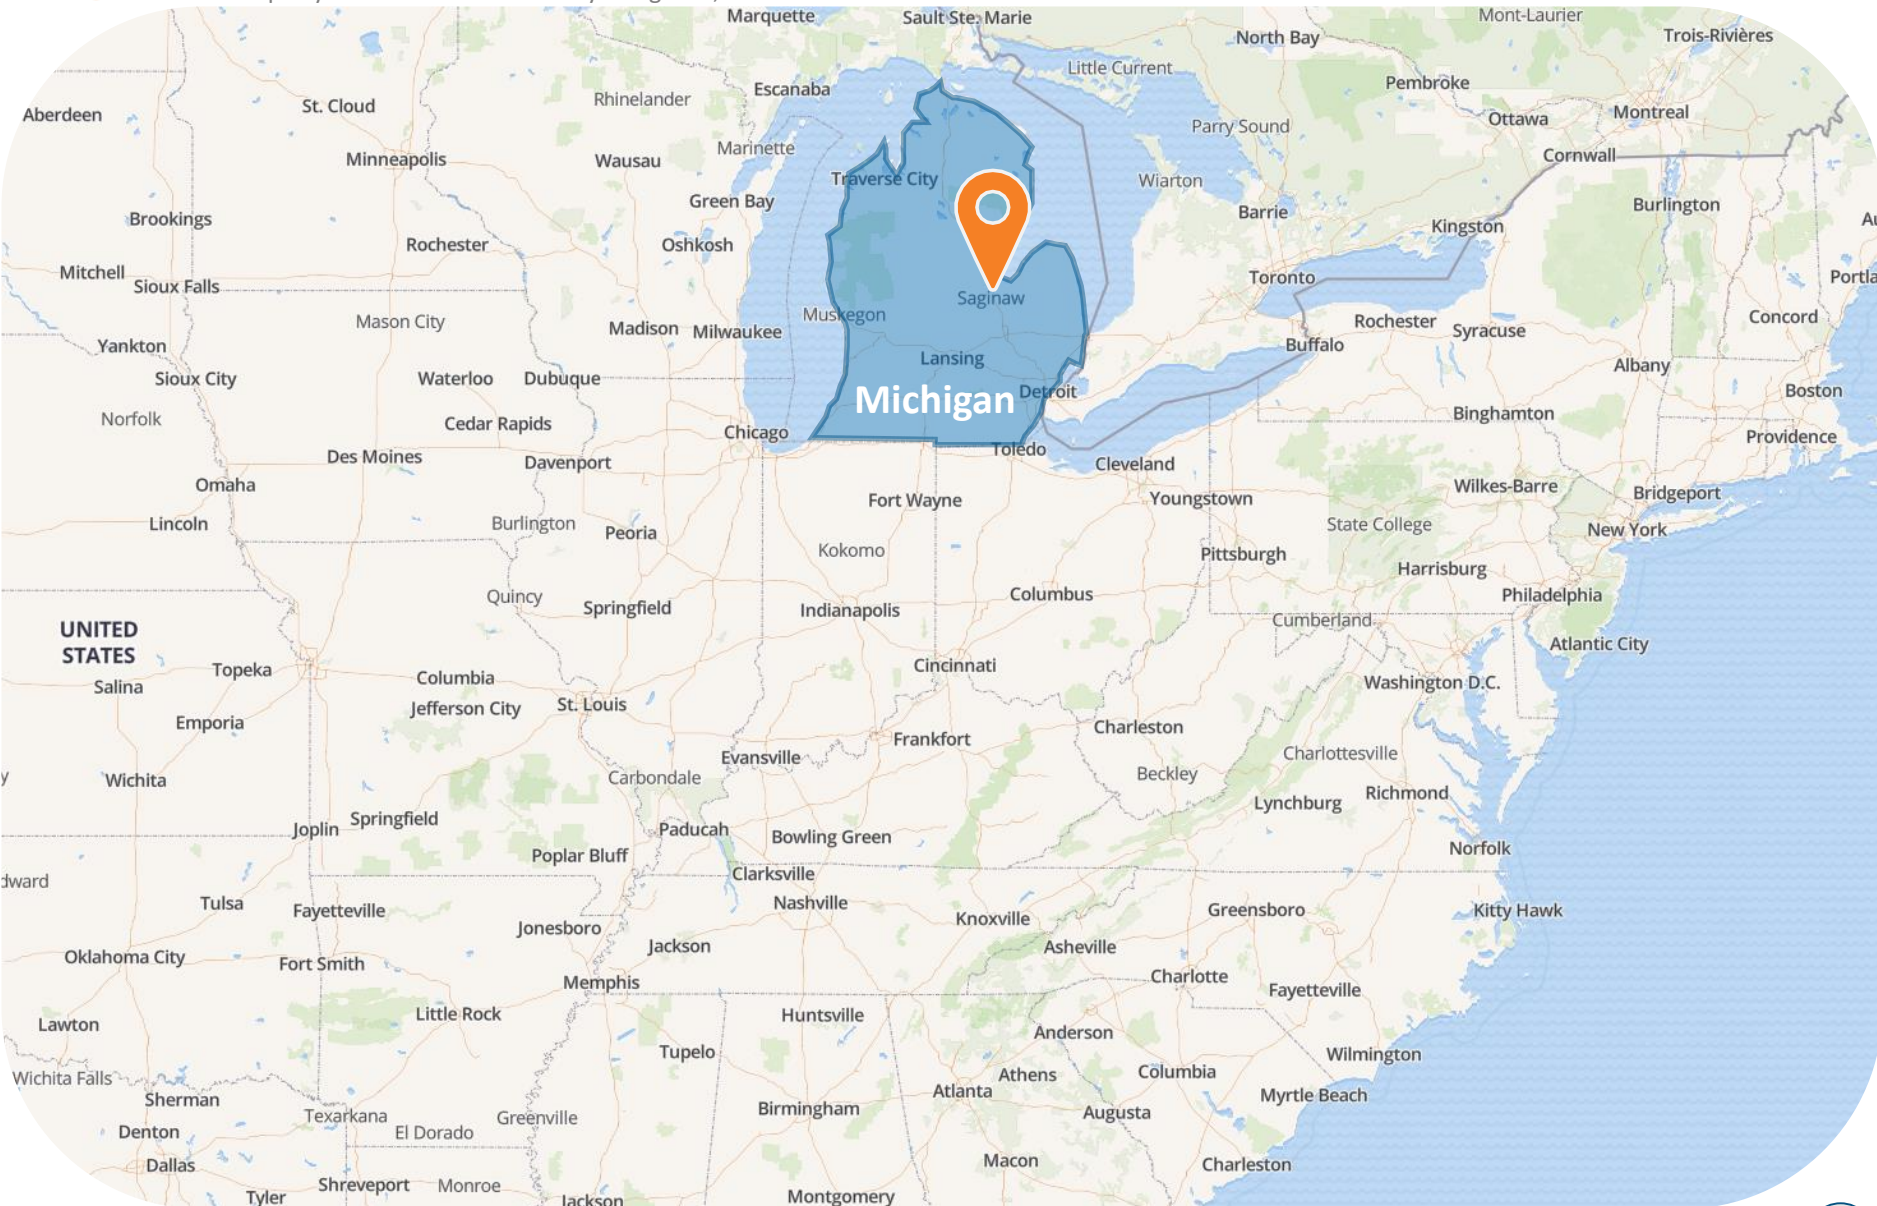 Marquette
Sault Ste. Marie
Mont-Laurier
North Bay
Trois-Rivières
Little Current
Escanaba
Pembroke
Rhinelander
St. Cloud
Aberdeen
Montreal
Ottawa
Parry Sound
Marinette
Cornwall
Minneapolis
Wausau
Traverse City
Wiarton
Green Bay
Burlington
Barrie
Brookings
Kingston
Rochester
Oshkosh
Mitchell
Toronto
Portla
Sioux Falls
Saginaw
Muskegon
Concord
Mason City
Rochester
Madison
Milwaukee
Syracuse
Buffalo
Yankton
Lansing
Albany
Sioux City
Waterloo
Dubuque
Detroit
Boston
Michigan
Norfolk
Binghamton
Cedar Rapids
Chicago
Providence
Toledo
Des Moines
Davenport
Cleveland
Omaha
Wilkes-Barre
Bridgeport
Fort Wayne
Youngstown
Lincoln
Burlington
State College
New York
Peoria
Kokomo
Pittsburgh
Harrisburg
Columbus
Philadelphia
Quincy
Springfield
Indianapolis
Cumberland
UNITED
STATES
Atlantic City
Cincinnati
Topeka
Columbia
Washington D.C.
Salina
St. Louis
Jefferson City
Emporia
Charleston
Frankfort
Charlottesville
Evansville
Beckley
Carbondale
Wichita
Richmond
Lynchburg
Springfield
Joplin
Paducah
Bowling Green
Norfolk
Poplar Bluff
Clarksville
dward
Tulsa
Nashville
Fayetteville
Greensboro
Kitty Hawk
Knoxville
Jonesboro
Jackson
Asheville
Oklahoma City
Fort Smith
Charlotte
Memphis
Fayetteville
Little Rock
Huntsville
Lawton
Anderson
Tupelo
Wilmington
Columbia
Athens
Wichita Falls
Atlanta
Myrtle Beach
Sherman
Birmingham
Augusta
Texarkana
Greenville
Denton
El Dorado
Macon
Dallas
Charleston
Shreveport
Monroe
Tyler
Montgomery
Jackson